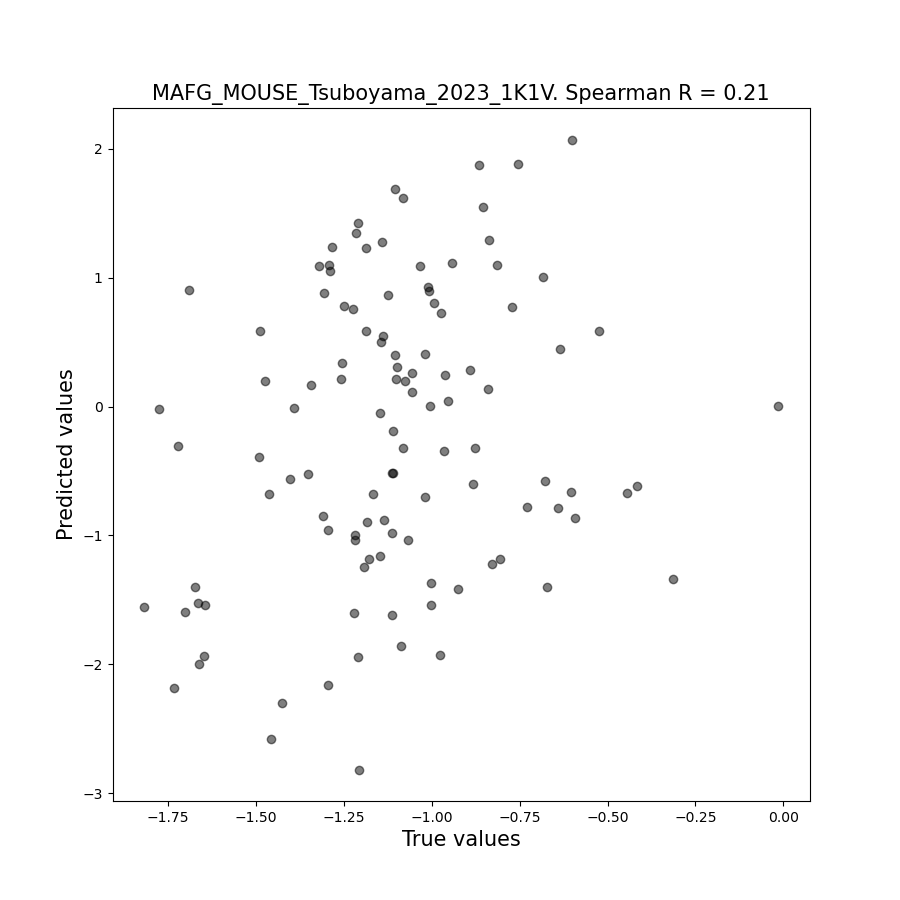 MAFG_MOUSE_Tsuboyama_2023_1K1V. Spearman R = 0.21
2
1
0
−1
−2
−3
Predicted values
−1.75 −1.50 −1.25 −1.00 −0.75 −0.50 −0.25 0.00
True values